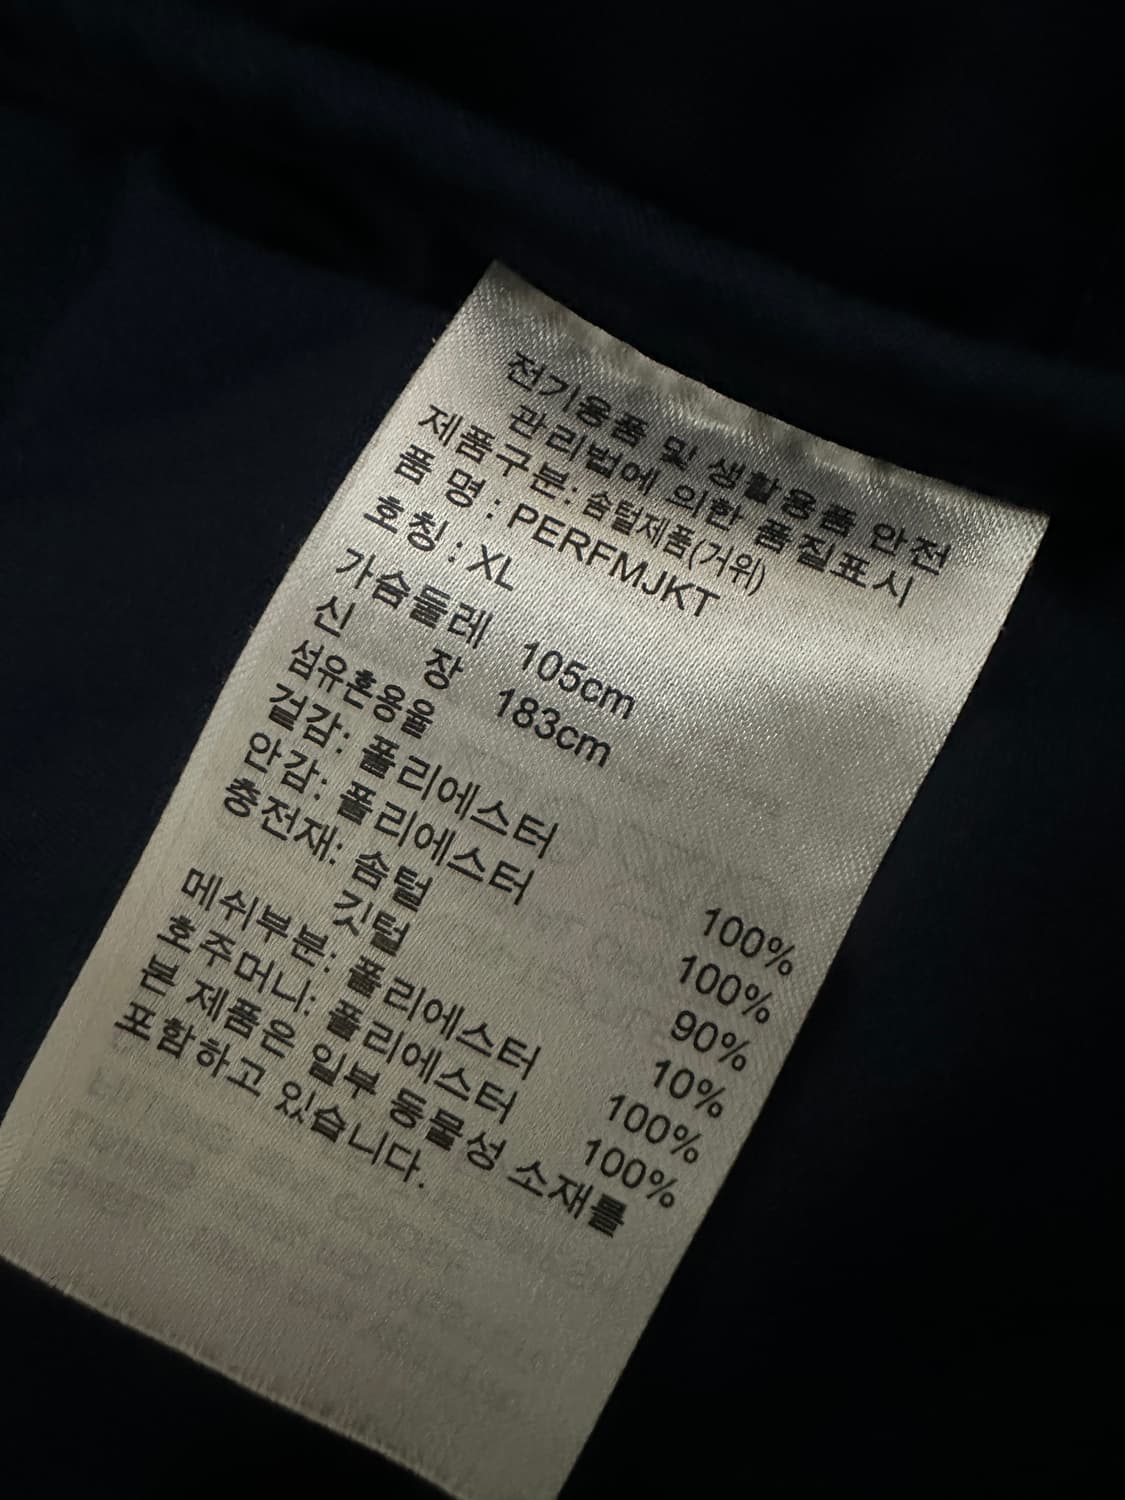 전기용품 및 생활용품 안전
관리법에 의한 품질표시
제품구분: 솜털제품(거위)
품 명 : PERFMJKT
호칭 : XL
가슴둘레 105cm
신 장 183cm
섬유혼용율
겉감: 폴리에스터 100%
안감: 폴리에스터 100%
충전재: 솜털 90%
깃털 10%
메쉬부분: 폴리에스터 100%
호주머니: 폴리에스터 100%
본 제품은 일부 동물성 소재를
포함하고 있습니다.